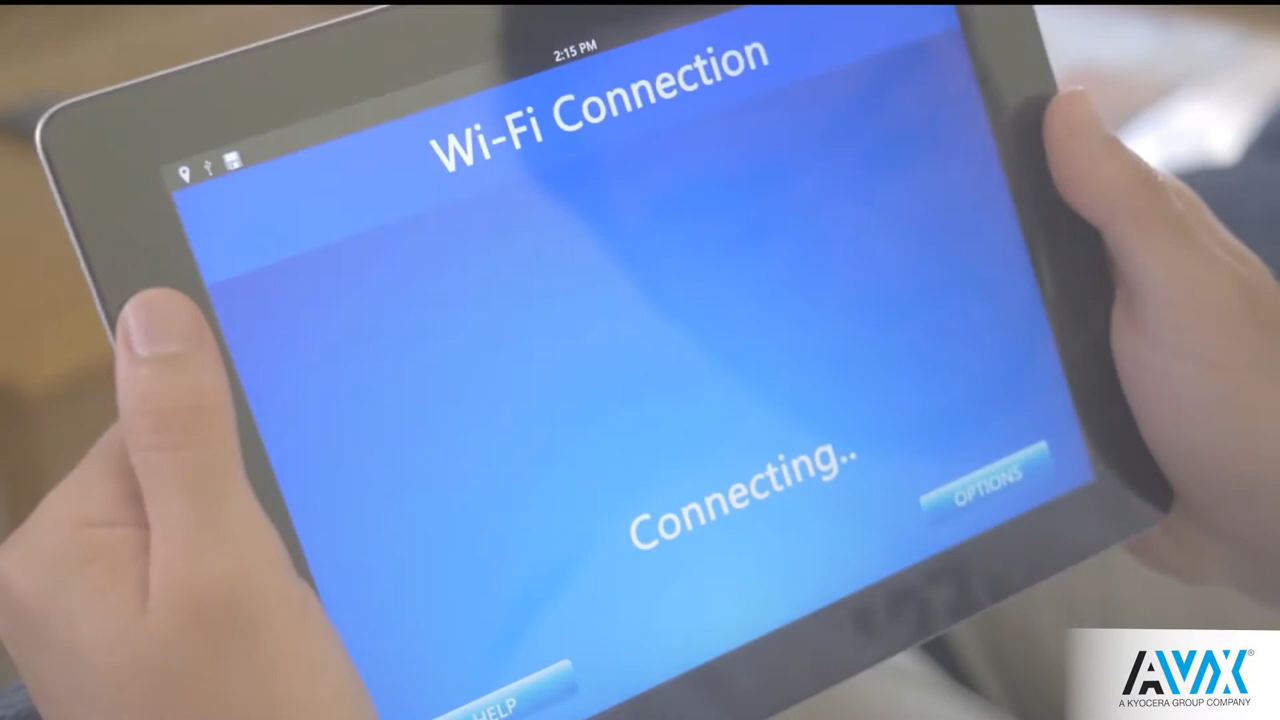 2:15 PM
Wi-Fi Connection
Connecting..
OPTIONS
HELP
AVX®
A KYOCERA GROUP COMPANY